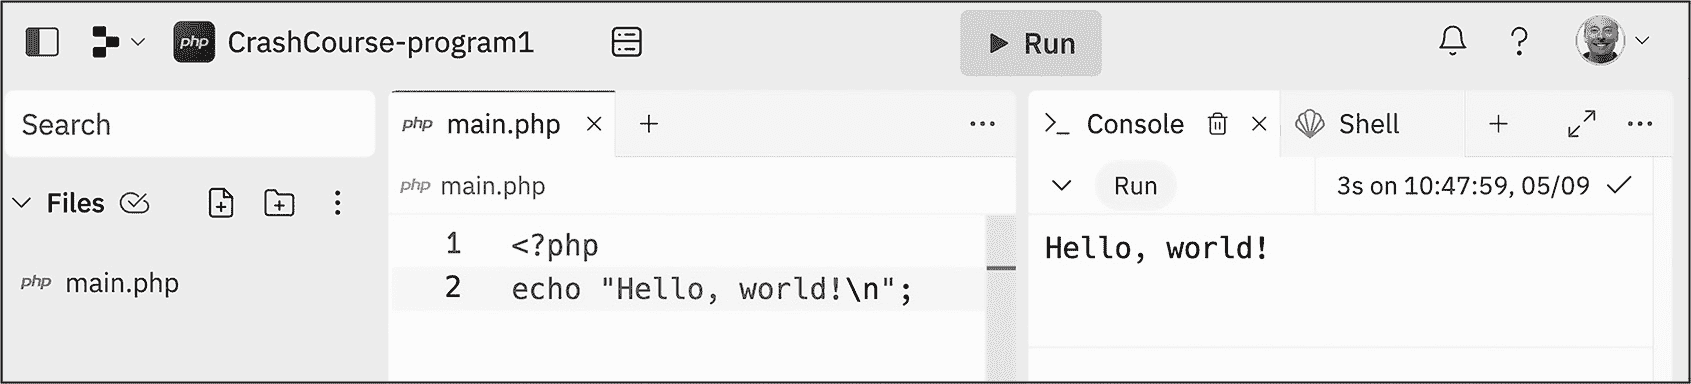 php CrashCourse-program1
Run
?
Search
Files
php main.php
php main.php
php main.php
1 <?php
2 echo "Hello, world!\n";
>_ Console
Shell
Run
3s on 10:47:59, 05/09
Hello, world!